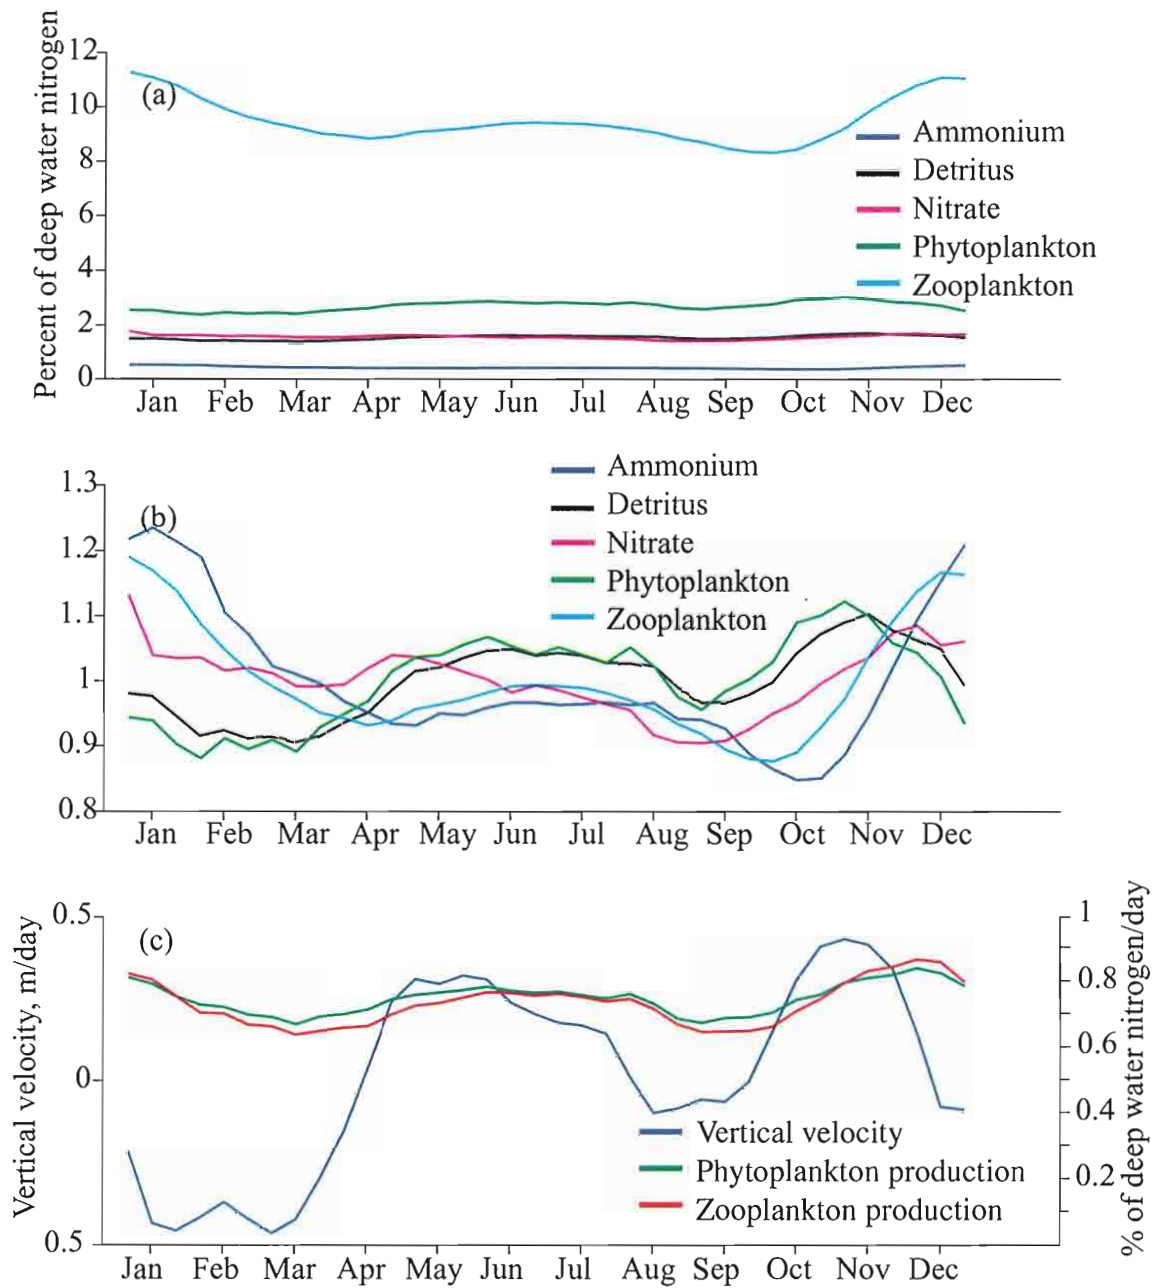 Percent of deep water nitrogen
12
10
8
6
4
2
0
(a)
Ammonium
Detritus
Nitrate
Phytoplankton
Zooplankton
Jan Feb Mar Apr May Jun Jul Aug Sep Oct Nov Dec
1.3
1.2
1.1
1.
0.9
0.8
(b)
Ammonium
Detritus
Nitrate
Phytoplankton
Zooplankton
Jan Feb Mar Apr May Jun Jul Aug Sep Oct Nov Dec
Vertical velocity, m/day
0.5
0
0.5
(c)
Vertical velocity
Phytoplankton production
Zooplankton production
1
0.8
0.6
0.4
0.2
% of deep water nitrogen/day
Jan Feb Mar Apr May Jun Jul Aug Sep Oct Nov Dec